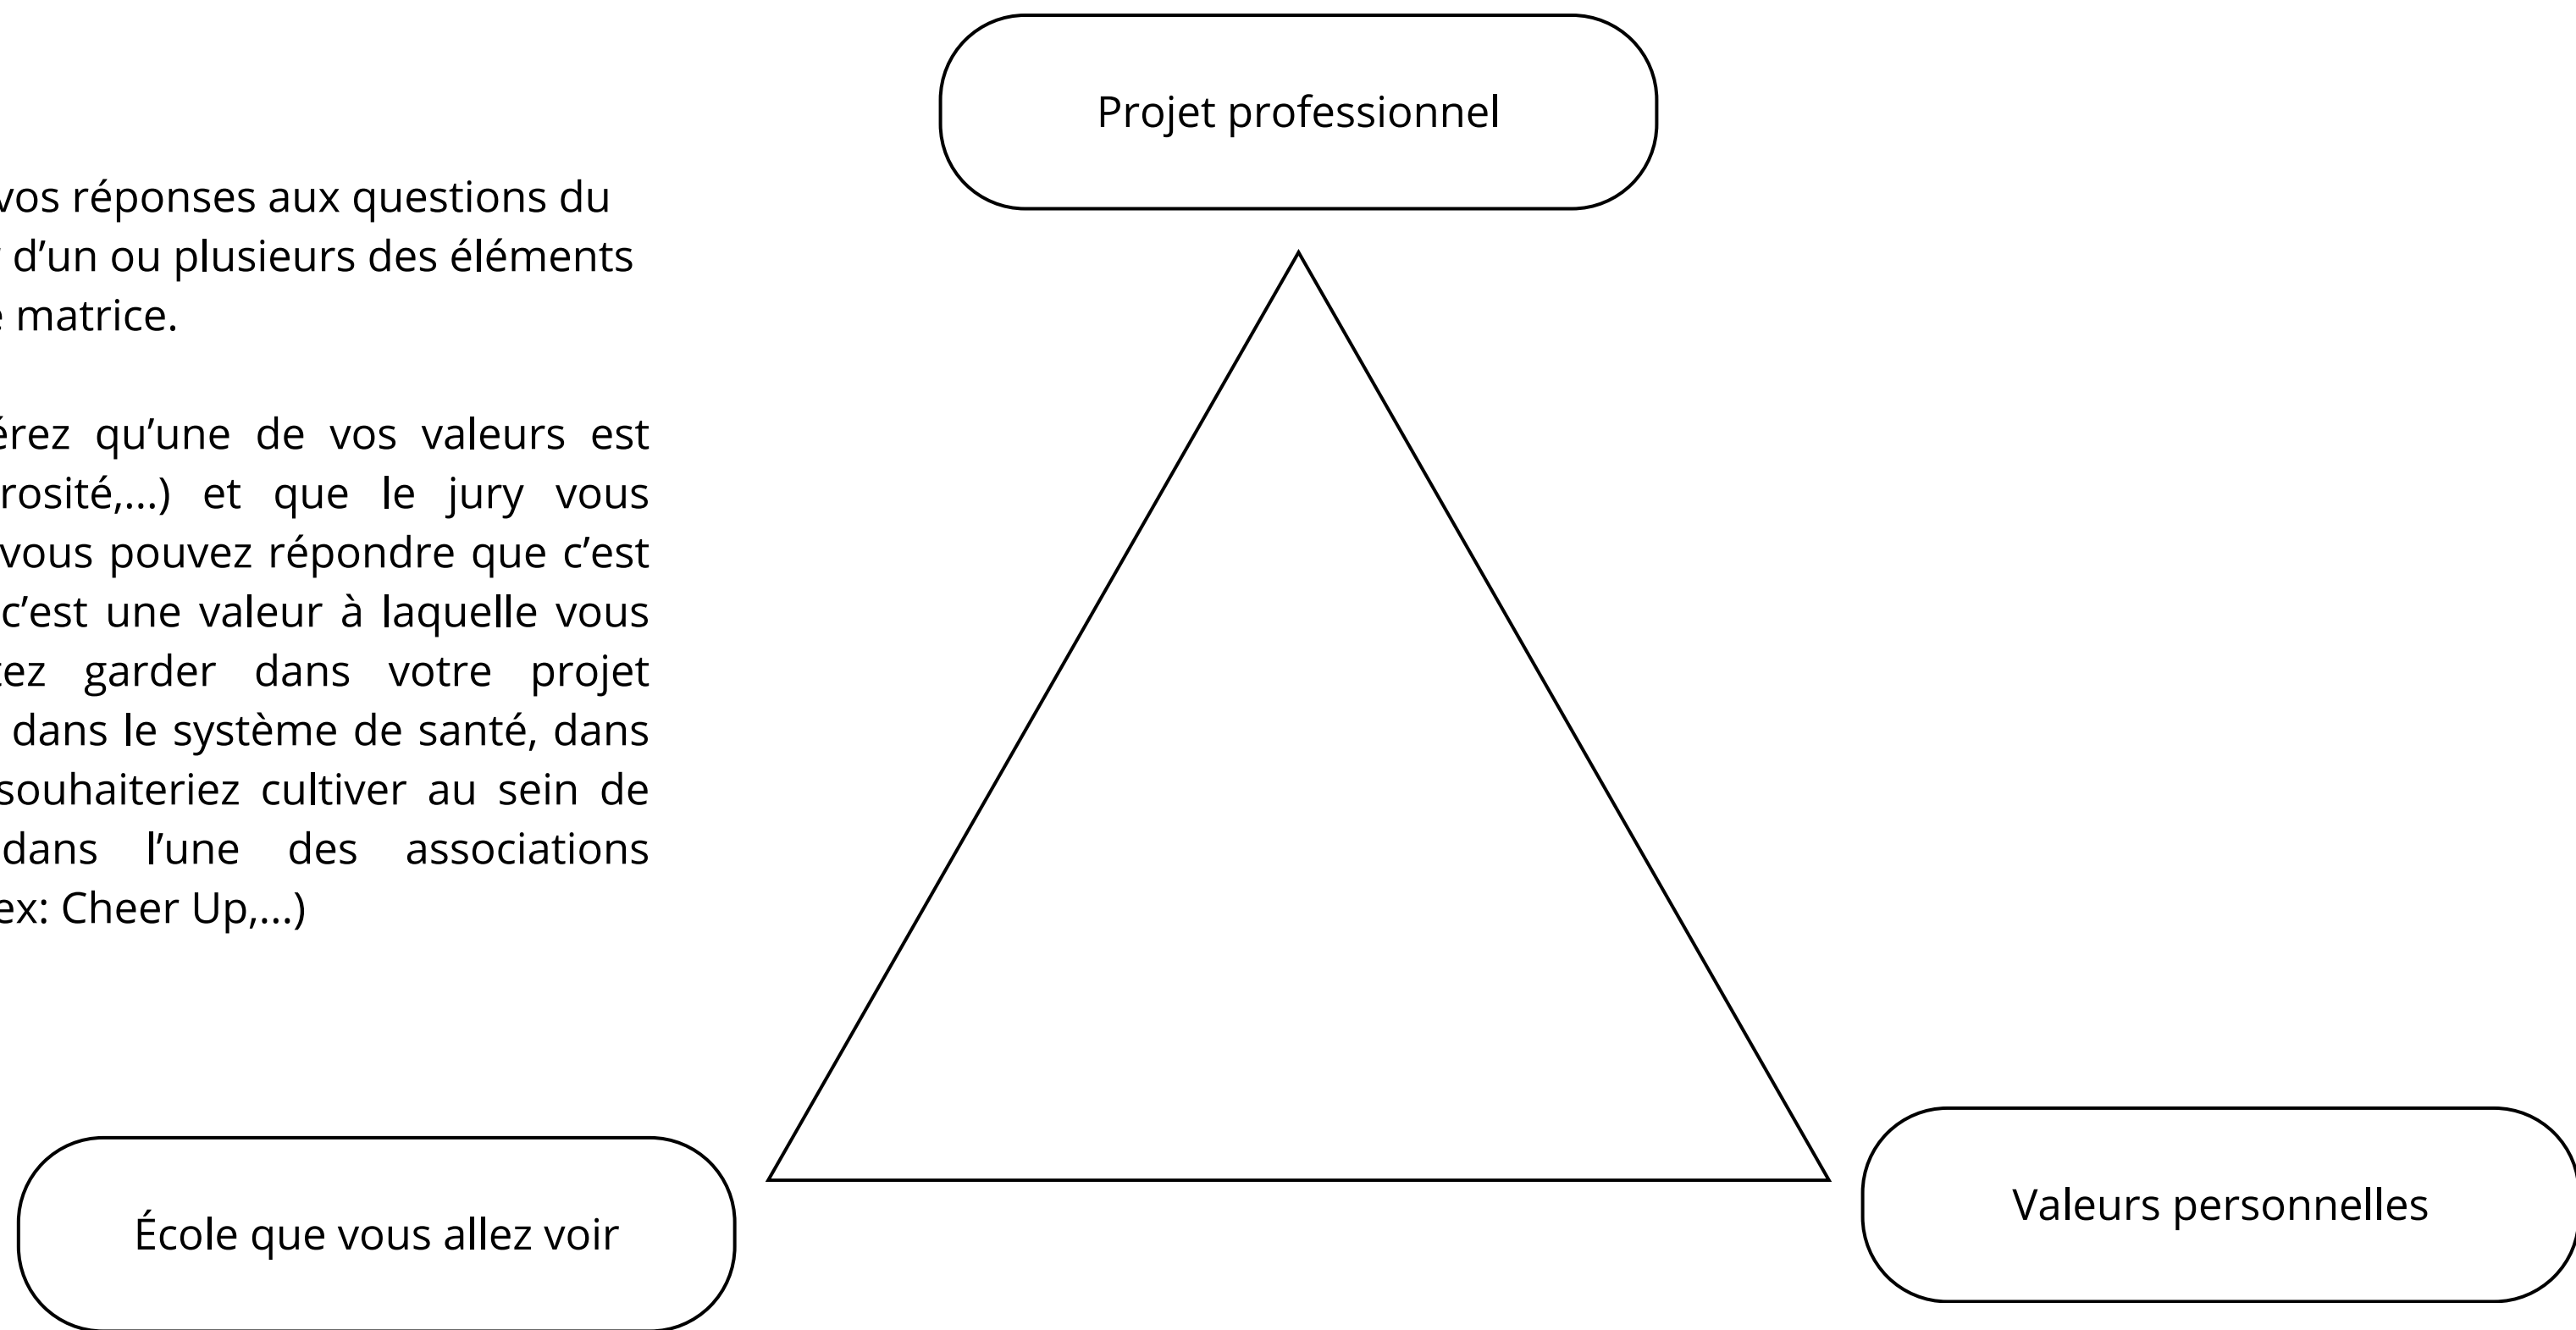 Projet professionnel
vos réponses aux questions du
d’un ou plusieurs des éléments
matrice.
qu’une de vos valeurs est
et que le jury vous
vous pouvez répondre que c’est
c’est une valeur à laquelle vous
garder dans votre projet
dans le système de santé, dans
souhaiteriez cultiver au sein de
dans l’une des associations
ex: Cheer Up,...)
École que vous allez voir
Valeurs personnelles